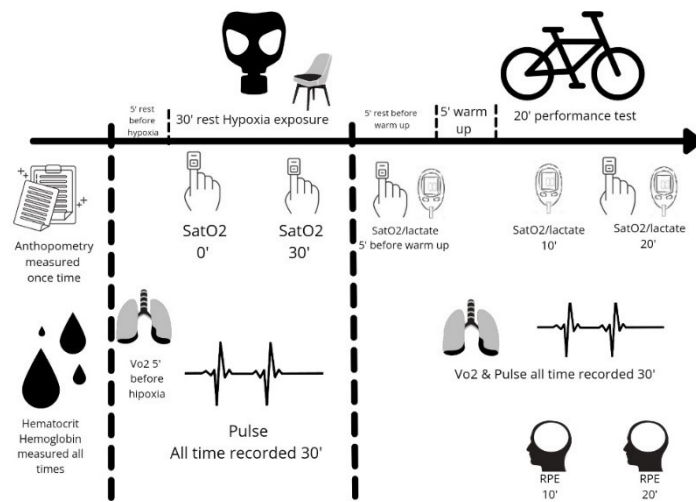 5' rest
before
hypoxia
30' rest Hypoxia exposure
5' rest before
warm up
5' warm
up
20' performance test
Anthopometry
measured
once time
SatO2
0'
SatO2
30'
SatO2/lactate
5' before warm up
SatO2/lactate
10'
SatO2/lactate
20'
Hematocrit
Hemoglobin
measured all
times
Vo2 5'
before
hipoxia
Pulse
All time recorded 30'
Vo2 & Pulse all time recorded 30'
RPE
10'
RPE
20'